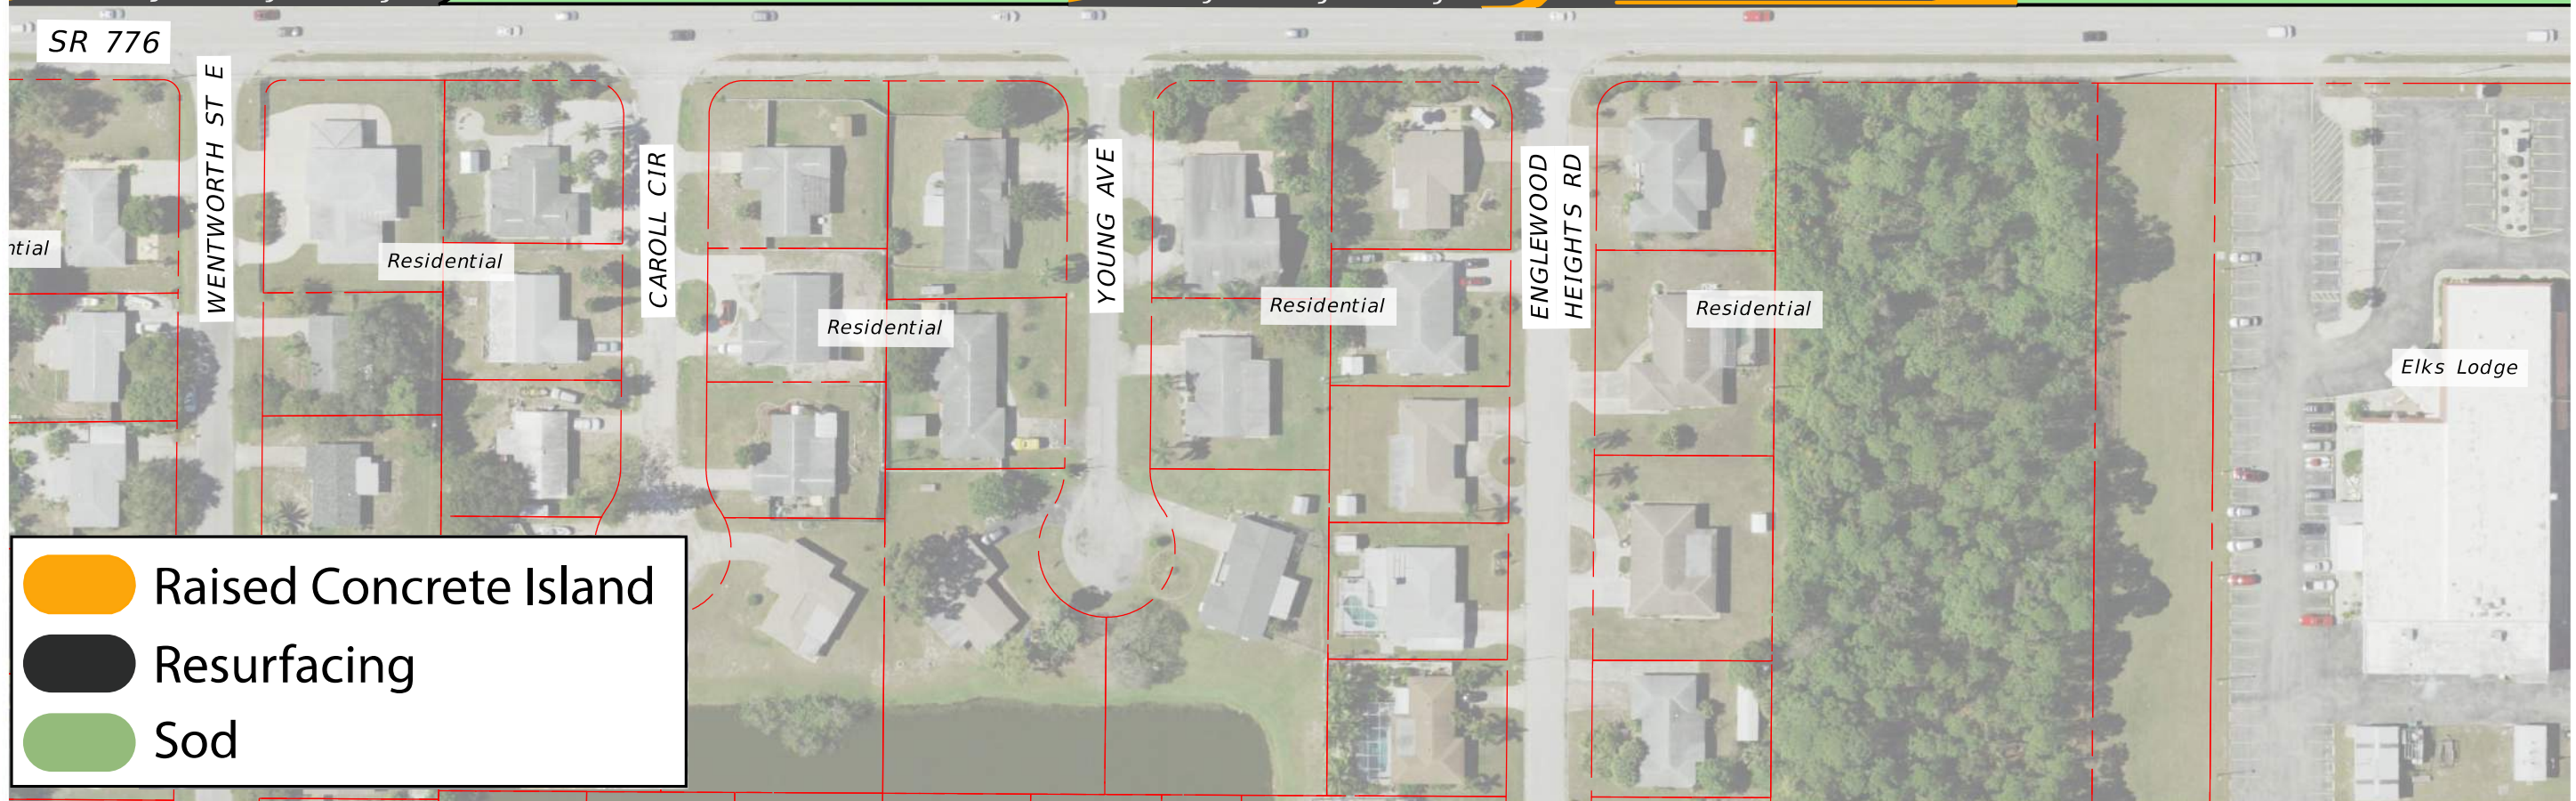 SR 776
WENTWORTH ST E
CAROLL CIR
YOUNG AVE
ENGLEWOOD
HEIGHTS RD
ntial
Residential
Residential
Residential
Residential
Elks Lodge
Raised Concrete Island
Resurfacing
Sod